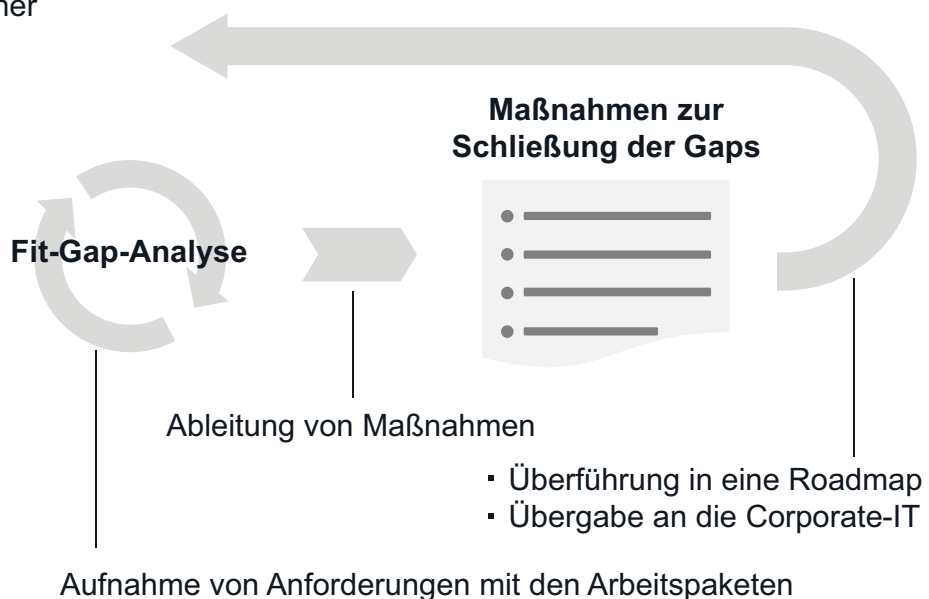 Maßnahmen zur
Schließung der Gaps
Fit-Gap-Analyse
Ableitung von Maßnahmen
▪ Überführung in eine Roadmap
▪ Übergabe an die Corporate-IT
Aufnahme von Anforderungen mit den Arbeitspaketen